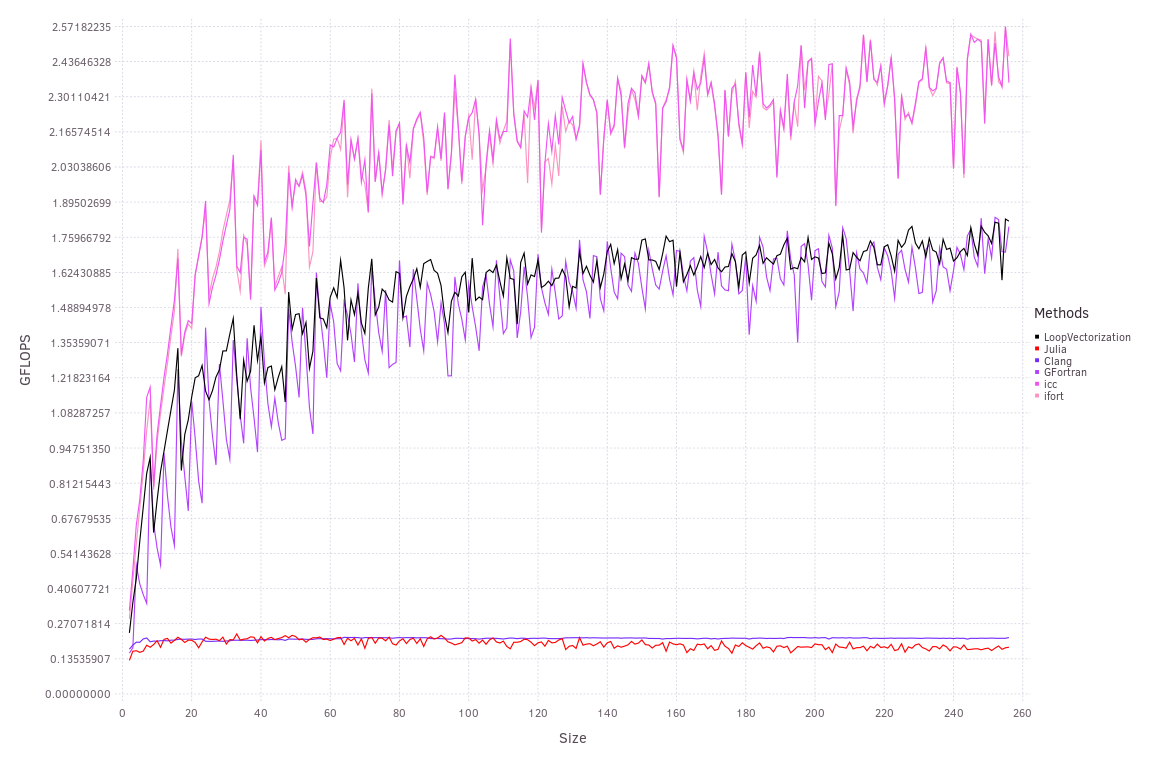 2.57182235
2.43646328
2.30110421
2.16574514
2.03038606
1.89502699
1.75966792
1.62430885
1.48894978
1.35359071
1.21823164
1.08287257
0.94751350
0.81215443
0.67679535
0.54143628
0.40607721
0.27071814
0.13535907
0.00000000
GFLOPS
0 20 40 60 80 100 120 140 160 180 200 220 240 260
Size
Methods
LoopVectorization
Julia
Clang
GFortran
icc
ifort